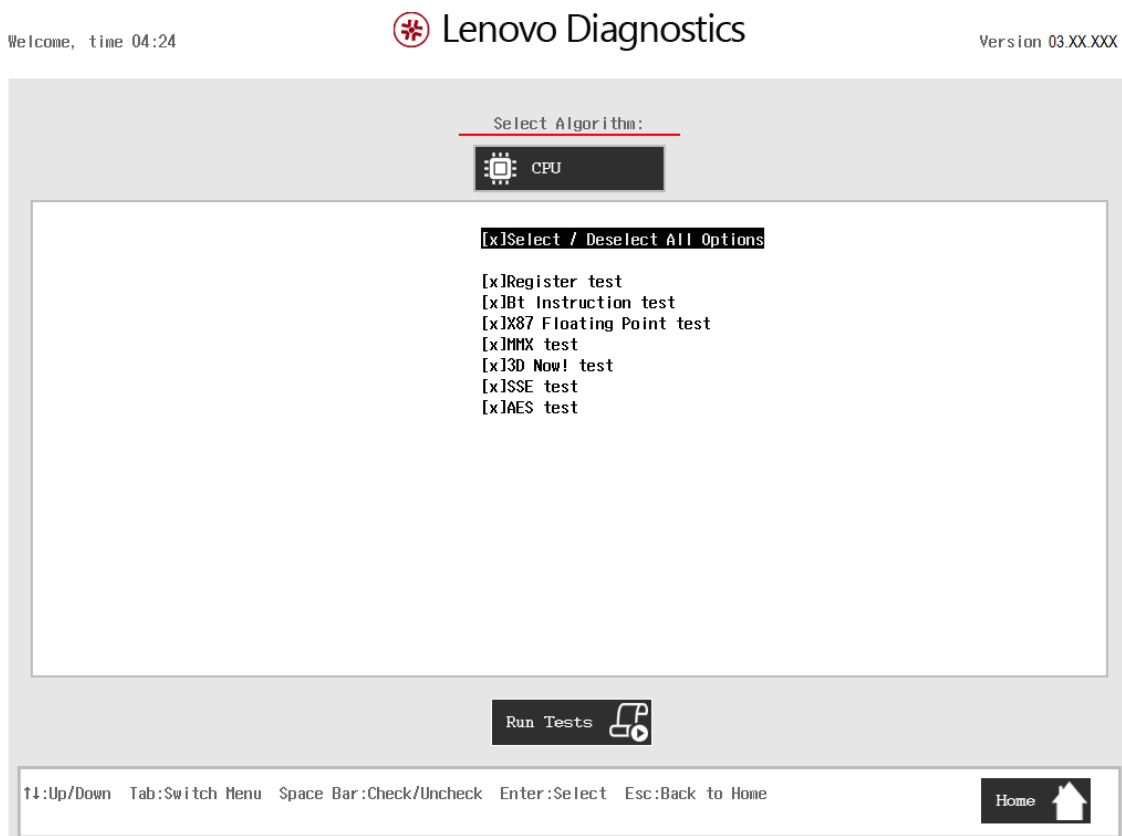 Welcome, time 04:24
Lenovo Diagnostics
Version 03.XX.XXX
Select Algorithm:
CPU
[x]Select / Deselect All Options
[x]Register test
[x]Bt Instruction test
[x]X87 Floating Point test
[x]MMX test
[x]3D Now! test
[x]SSE test
[x]AES test
Run Tests
↑↓:Up/Down Tab:Switch Menu Space Bar:Check/Uncheck Enter:Select Esc:Back to Home
Home